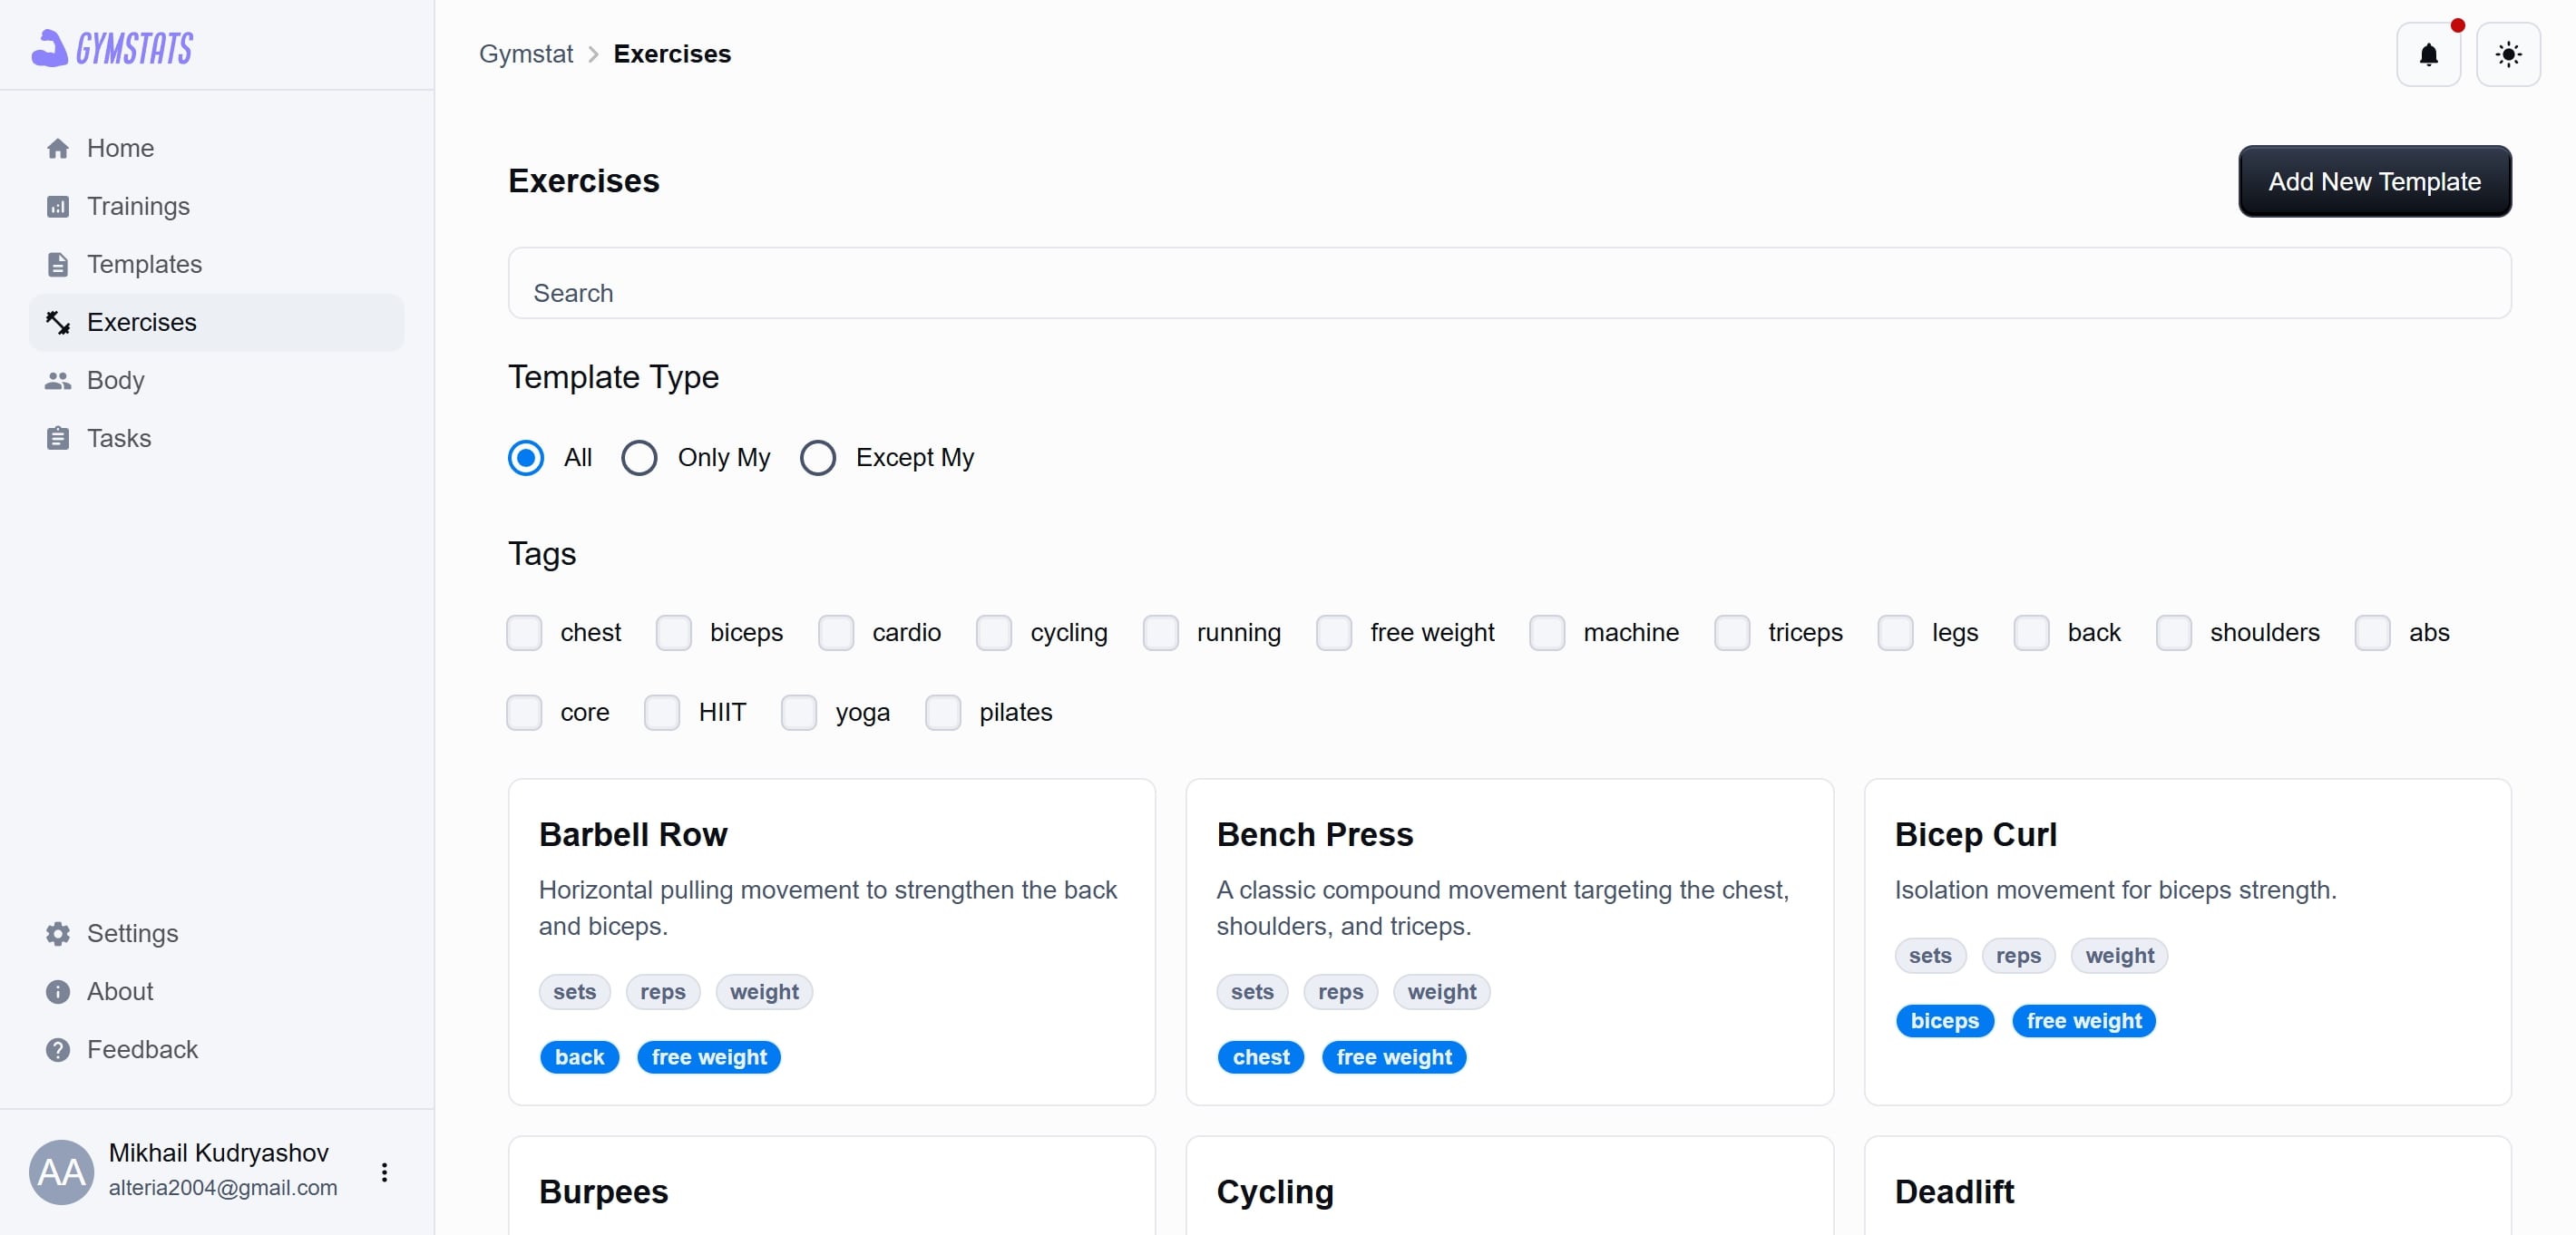 GYMSTATS
Gymstat > Exercises
Home
Trainings
Templates
Exercises
Body
Tasks
Settings
About
Feedback
AA
Mikhail Kudryashov
alteria2004@gmail.com
Exercises
Add New Template
Search
Template Type
All Only My Except My
Tags
chest biceps cardio cycling running free weight machine triceps legs back shoulders abs
core HIIT yoga pilates
Barbell Row
Horizontal pulling movement to strengthen the back
and biceps.
sets reps weight
back free weight
Bench Press
A classic compound movement targeting the chest,
shoulders, and triceps.
sets reps weight
chest free weight
Bicep Curl
Isolation movement for biceps strength.
sets reps weight
biceps free weight
Burpees
Cycling
Deadlift